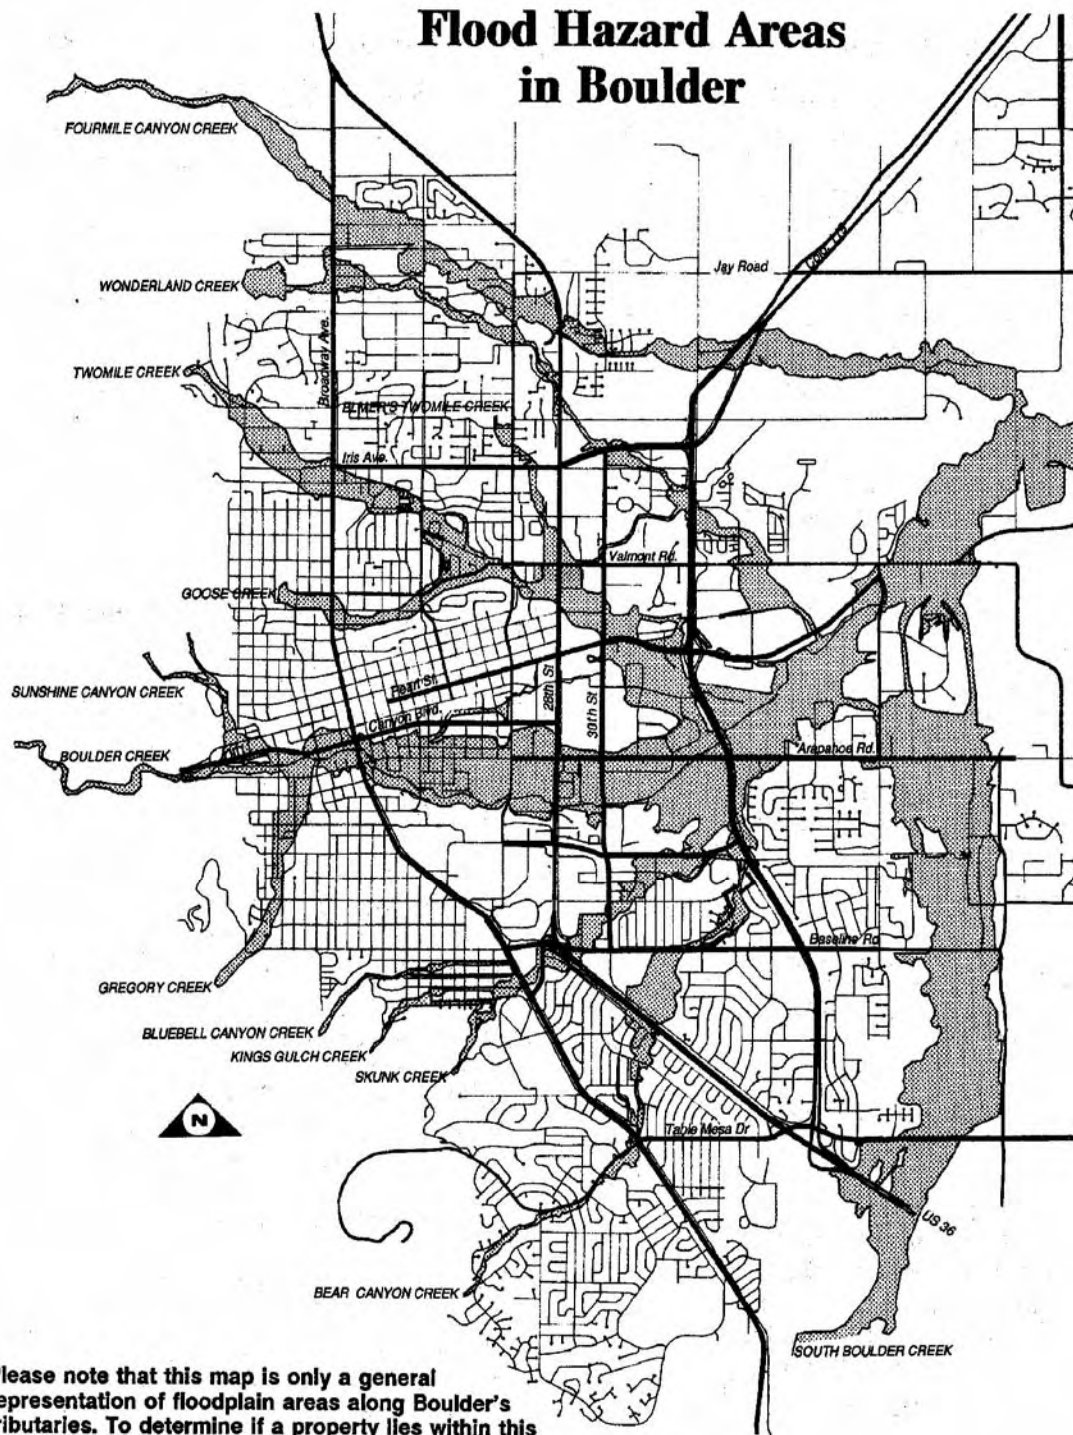 Flood Hazard Areas
in Boulder
FOURMILE CANYON CREEK
Colo. 119
Jay Road
WONDERLAND CREEK
Broadway Ave.
TWOMILE CREEK
ELMER'S TWOMILE CREEK
Iris Ave.
Valmont Rd.
GOOSE CREEK
SUNSHINE CANYON CREEK
Pearl St.
28th St
30th St
Canyon Blvd.
BOULDER CREEK
Arapahoe Rd.
Baseline Rd
GREGORY CREEK
BLUEBELL CANYON CREEK
KINGS GULCH CREEK
SKUNK CREEK
N
Table Mesa Dr
US 36
BEAR CANYON CREEK
SOUTH BOULDER CREEK
lease note that this map is only a general
epresentation of floodplain areas along Boulder's
ributaries. To determine if a property lies within this